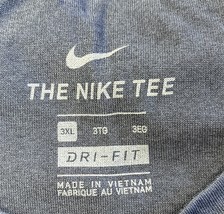 THE NIKE TEE
3XL 3TG 3EG
DRI-FIT
MADE IN VIETNAM
FABRIQUÉ AU VIETNAM